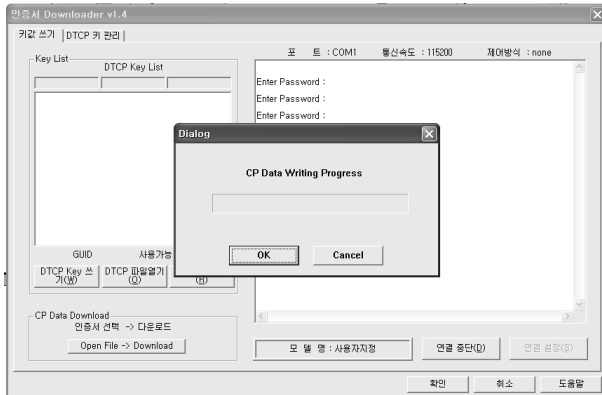 인증서 Downloader v1.4
키값 쓰기 DTCP 키 관리
Key List
DTCP Key List
포 트 : COM1 통신속도 : 115200 제어방식 : none
Enter Password :
Enter Password :
Enter Password :
Dialog
CP Data Writing Progress
OK Cancel
GUID 사용가능
DTCP Key 쓰기(W) DTCP 파일열기(O) (H)
CP Data Download
인증서 선택 -> 다운로드
Open File -> Download
모 델 명 : 사용자지정 연결 중단(D) 연결 설정(S)
확인 취소 도움말